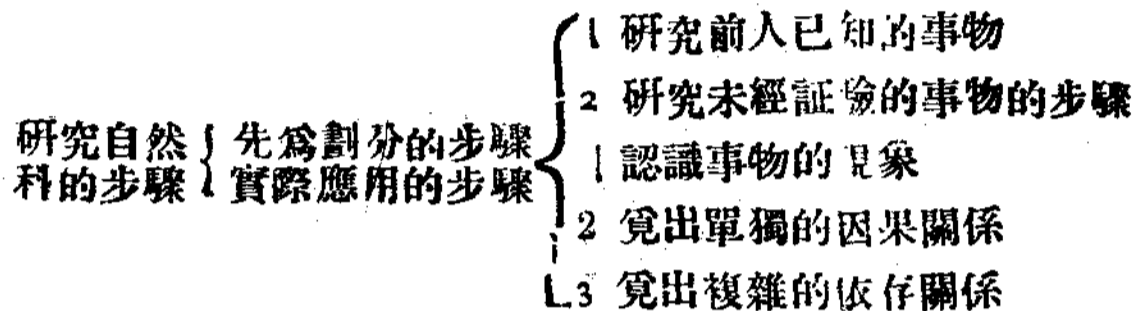 研究自然
科的步驟
先爲劃分的步驟
實際應用的步驟
1 研究前人已知的事物
2 研究未經証驗的事物的步驟
1 認識事物的現象
2 覓出單獨的因果關係
3 覓出複雜的依存關係